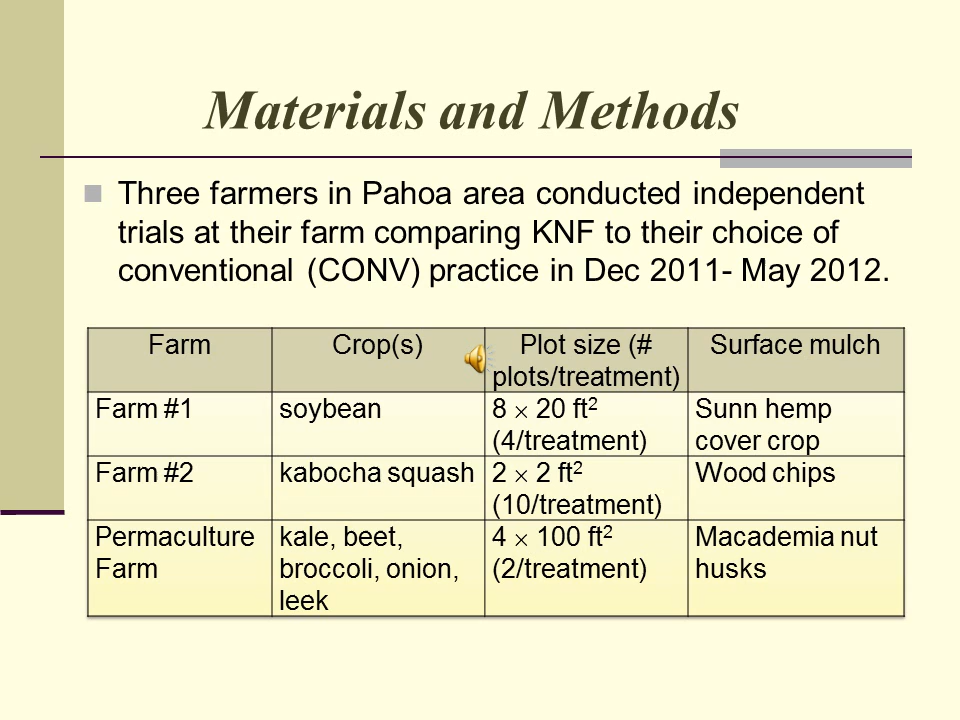 Materials and Methods
Three farmers in Pahoa area conducted independent
trials at their farm comparing KNF to their choice of
conventional (CONV) practice in Dec 2011- May 2012.
Farm Crop(s) Plot size (# plots/treatment) Surface mulch
Farm #1 soybean 8 × 20 ft² (4/treatment) Sunn hemp cover crop
Farm #2 kabocha squash 2 × 2 ft² (10/treatment) Wood chips
Permaculture Farm kale, beet, broccoli, onion, leek 4 × 100 ft² (2/treatment) Macademia nut husks